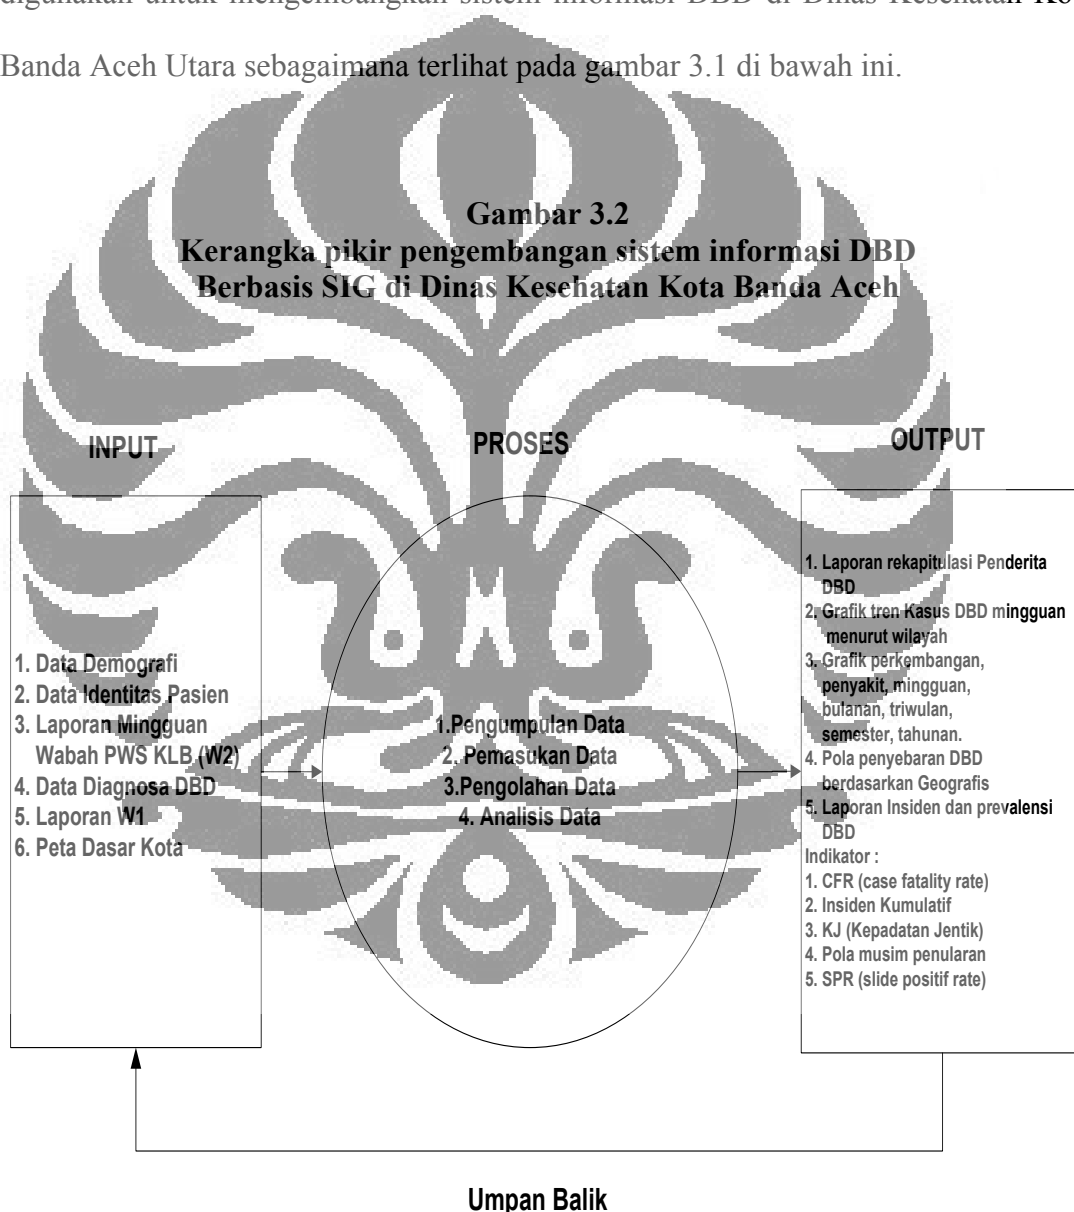 digunakan untuk mengembangkan sistem informasi DBD di Dinas Kesehatan Ko
Banda Aceh Utara sebagaimana terlihat pada gambar 3.1 di bawah ini.
Gambar 3.2
Kerangka pikir pengembangan sistem informasi DBD
Berbasis SIG di Dinas Kesehatan Kota Banda Aceh
INPUT
1. Data Demografi
2. Data Identitas Pasien
3. Laporan Mingguan
Wabah PWS KLB (W2)
4. Data Diagnosa DBD
5. Laporan W1
6. Peta Dasar Kota
PROSES
1.Pengumpulan Data
2. Pemasukan Data
3.Pengolahan Data
4. Analisis Data
OUTPUT
1. Laporan rekapitulasi Penderita
DBD
2. Grafik tren Kasus DBD mingguan
menurut wilayah
3. Grafik perkembangan,
penyakit, mingguan,
bulanan, triwulan,
semester, tahunan.
4. Pola penyebaran DBD
berdasarkan Geografis
5. Laporan Insiden dan prevalensi
DBD
Indikator :
1. CFR (case fatality rate)
2. Insiden Kumulatif
3. KJ (Kepadatan Jentik)
4. Pola musim penularan
5. SPR (slide positif rate)
Umpan Balik